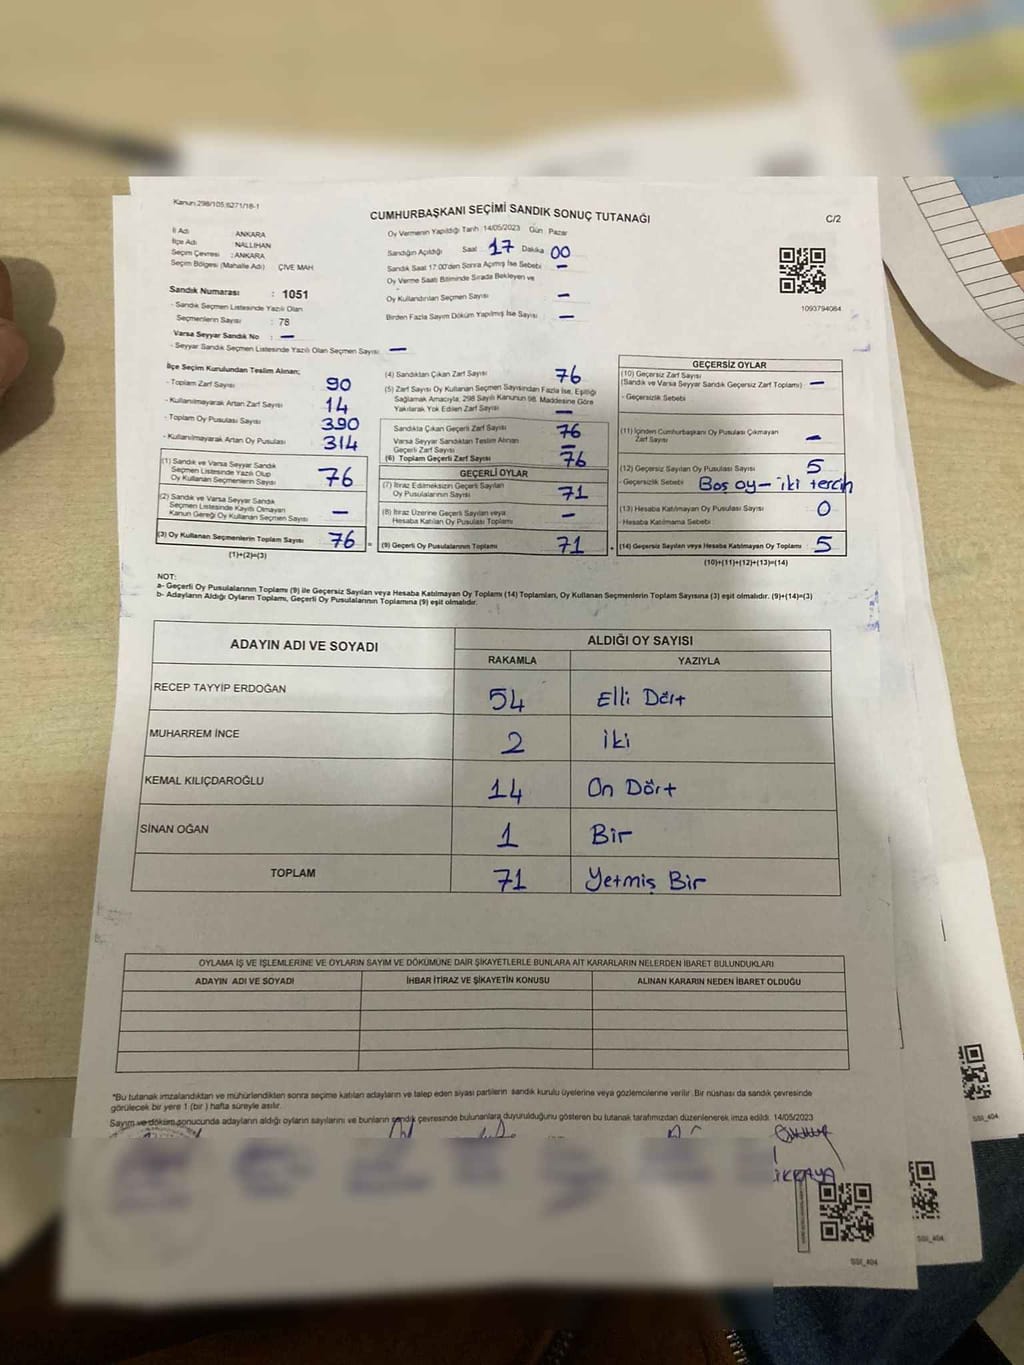 Kanun:298/105;6271/18-1
CUMHURBAŞKANI SEÇİMİ SANDIK SONUÇ TUTANAĞI
C/2
İl Adı : ANKARA
İlçe Adı : NALLIHAN
Seçim Çevresi : ANKARA
Seçim Bölgesi (Mahalle Adı) ÇİVE MAH
Sandık Numarası : 1051
- Sandık Seçmen Listesinde Yazılı Olan
Seçmenlerin Sayısı : 78
Varsa Seyyar Sandık No : —
- Seyyar Sandık Seçmen Listesinde Yazılı Olan Seçmen Sayısı : —
Oy Vermenin Yapıldığı Tarih 14/05/2023 Gün Pazar
Sandığın Açıldığı Saat 17 Dakika 00
Sandık Saat 17:00'den Sonra Açılmış İse Sebebi —
Oy Verme Saati Bitiminde Sırada Bekleyen ve
Oy Kullandırılan Seçmen Sayısı —
Birden Fazla Sayım Döküm Yapılmış İse Sayısı —
1093794084
İlçe Seçim Kurulundan Teslim Alınan;
- Toplam Zarf Sayısı 90
- Kullanılmayarak Artan Zarf Sayısı 14
- Toplam Oy Pusulası Sayısı 390
- Kullanılmayarak Artan Oy Pusulası 314
(1) Sandık ve Varsa Seyyar Sandık
Seçmen Listesinde Yazılı Olup
Oy Kullanan Seçmenlerin Sayısı 76
(2) Sandık ve Varsa Seyyar Sandık
Seçmen Listesinde Kayıtlı Olmayan
Kanun Gereği Oy Kullanan Seçmen Sayısı —
(3) Oy Kullanan Seçmenlerin Toplam Sayısı 76 =
(1)+(2)=(3)
(4) Sandıktan Çıkan Zarf Sayısı 76
(5) Zarf Sayısı Oy Kullanan Seçmen Sayısından Fazla İse, Eşitliği
Sağlamak Amacıyla; 298 Sayılı Kanunun 98. Maddesine Göre
Yakılarak Yok Edilen Zarf Sayısı —
Sandıkla Çıkan Geçerli Zarf Sayısı 76
Varsa Seyyar Sandıktan Teslim Alınan
Geçerli Zarf Sayısı —
(6) Toplam Geçerli Zarf Sayısı 76
GEÇERLİ OYLAR
(7) İtiraz Edilmeksizin Geçerli Sayılan
Oy Pusulalarının Sayısı 71
(8) İtiraz Üzerine Geçerli Sayılan veya
Hesaba Katılan Oy Pusulası Toplamı —
(9) Geçerli Oy Pusulalarının Toplamı 71 +
GEÇERSİZ OYLAR
(10) Geçersiz Zarf Sayısı
(Sandık ve Varsa Seyyar Sandık Geçersiz Zarf Toplamı) —
- Geçersizlik Sebebi
(11) İçinden Cumhurbaşkanı Oy Pusulası Çıkmayan
Zarf Sayısı —
(12) Geçersiz Sayılan Oy Pusulası Sayısı 5
- Geçersizlik Sebebi Boş oy - iki tercih
(13) Hesaba Katılmayan Oy Pusulası Sayısı 0
- Hesaba Katılmama Sebebi
(14) Geçersiz Sayılan veya Hesaba Katılmayan Oy Toplamı 5
(10)+(11)+(12)+(13)=(14)
NOT:
a- Geçerli Oy Pusulalarının Toplamı (9) ile Geçersiz Sayılan veya Hesaba Katılmayan Oy Toplamı (14) Toplamları, Oy Kullanan Seçmenlerin Toplam Sayısına (3) eşit olmalıdır. (9)+(14)=(3)
b- Adayların Aldığı Oyların Toplamı, Geçerli Oy Pusulalarının Toplamına (9) eşit olmalıdır.
ADAYIN ADI VE SOYADI ALDIĞI OY SAYISI
RAKAMLA YAZIYLA
RECEP TAYYİP ERDOĞAN 54 Elli Dört
MUHARREM İNCE 2 İki
KEMAL KILIÇDAROĞLU 14 On Dört
SİNAN OĞAN 1 Bir
TOPLAM 71 Yetmiş Bir
OYLAMA İŞ VE İŞLEMLERİNE VE OYLARIN SAYIM VE DÖKÜMÜNE DAİR ŞİKAYETLERLE BUNLARA AİT KARARLARIN NELERDEN İBARET BULUNDUKLARI
ADAYIN ADI VE SOYADI İHBAR İTİRAZ VE ŞİKAYETİN KONUSU ALINAN KARARIN NEDEN İBARET OLDUĞU
*Bu tutanak imzalandıktan ve mühürlendikten sonra seçime katılan adayların ve talep eden siyasi partilerin sandık kurulu üyelerine veya gözlemcilerine verilir .Bir nüshası da sandık çevresinde
görülecek bir yere 1 (bir ) hafta süreyle asılır.
Sayım ve döküm sonucunda adayların aldığı oyların sayılarını ve bunların sandık çevresinde bulunanlara duyurulduğunu gösteren bu tutanak tarafımızdan düzenlenerek imza edildi. 14/05/2023
SSI_404
SSI_404
SSI_404